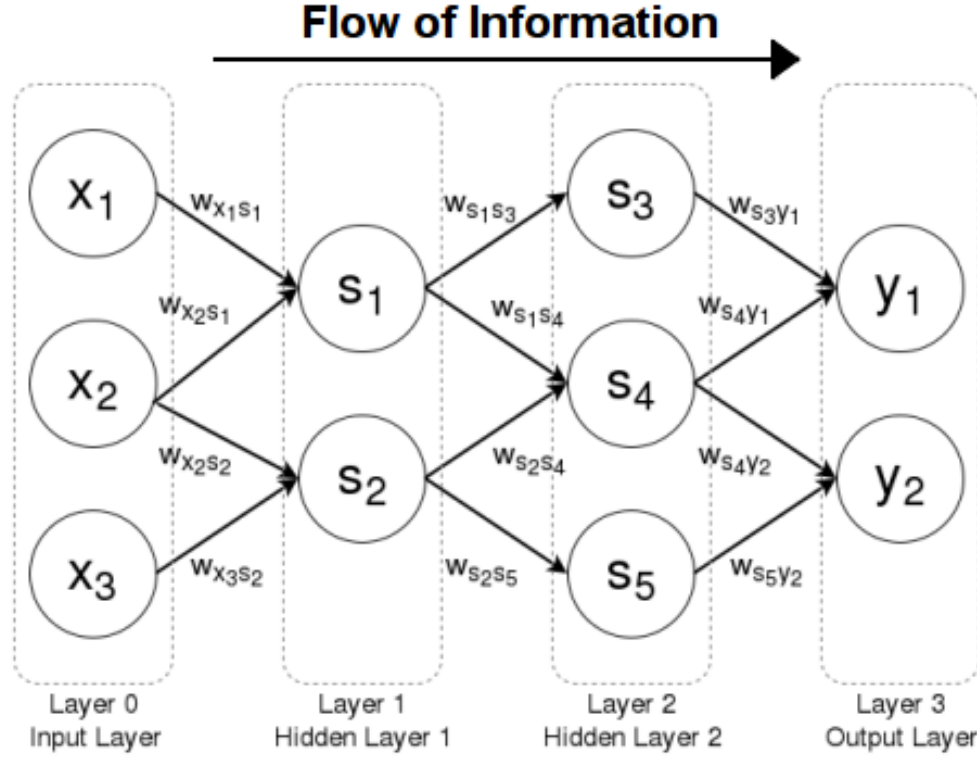 Flow of Information
x1
x2
x3
wx1s1
wx2s1
wx2s2
wx3s2
s1
s2
ws1s3
ws1s4
ws2s4
ws2s5
s3
s4
s5
ws3y1
ws4y1
ws4y2
ws5y2
y1
y2
Layer 0
Input Layer
Layer 1
Hidden Layer 1
Layer 2
Hidden Layer 2
Layer 3
Output Layer